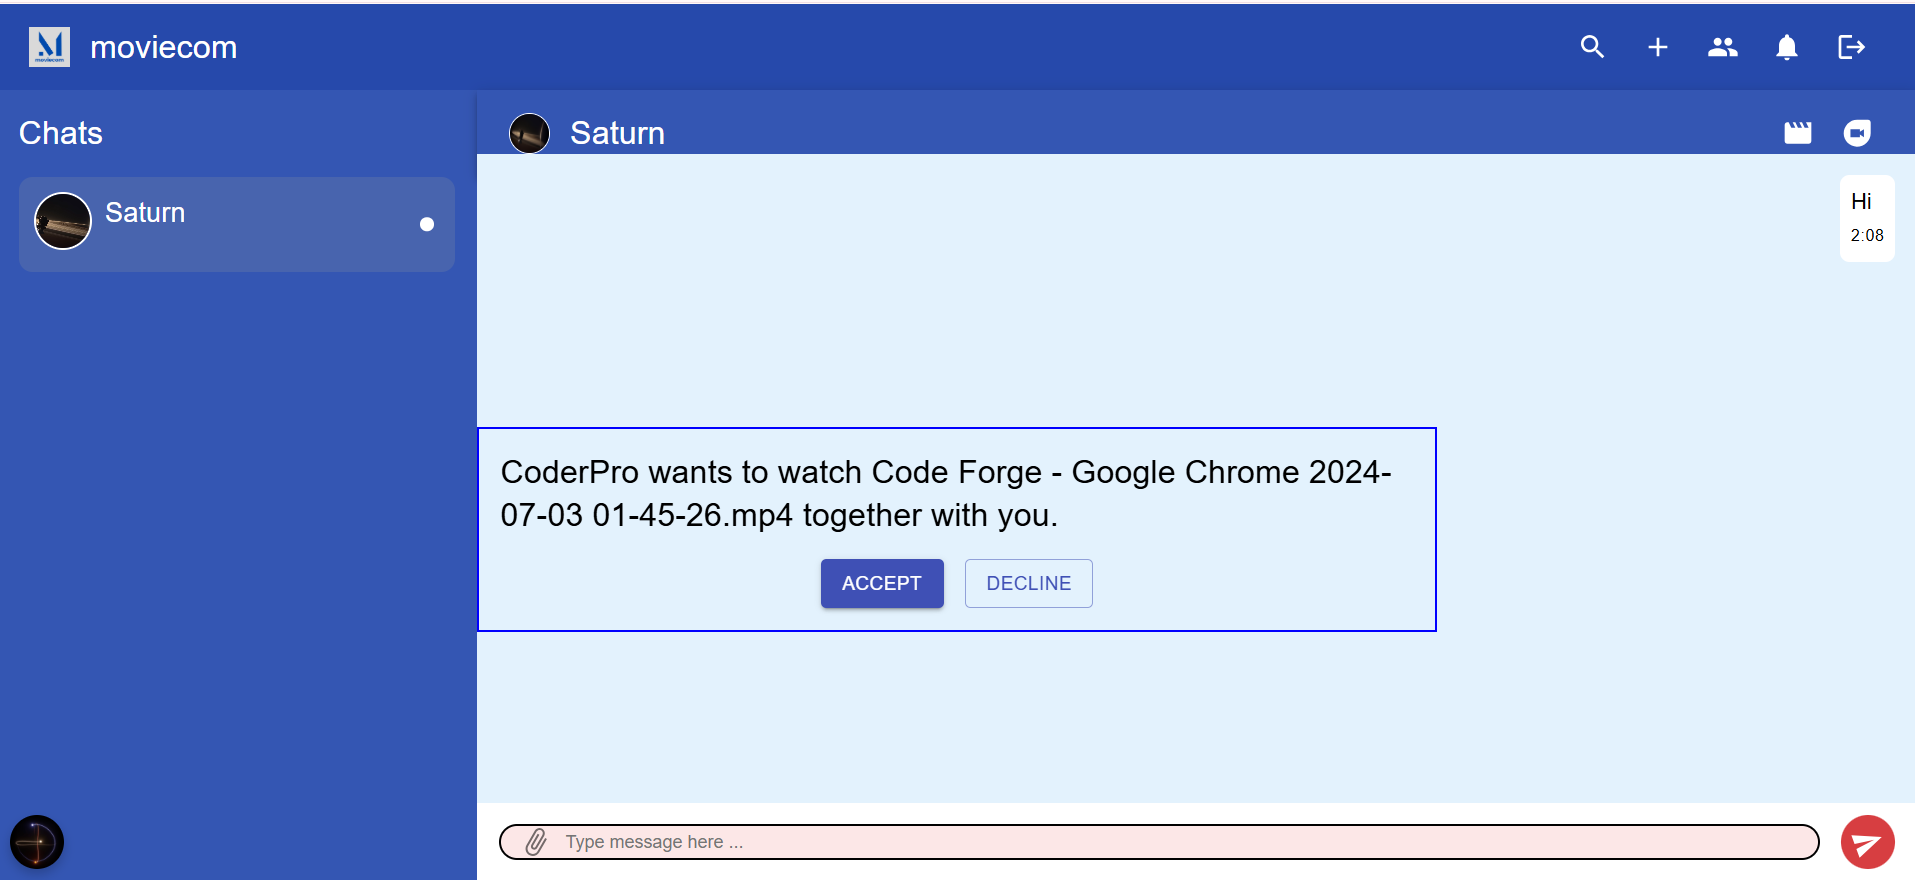 moviecom
moviecom
Chats
Saturn
Saturn
Hi
2:08
CoderPro wants to watch Code Forge - Google Chrome 2024-
07-03 01-45-26.mp4 together with you.
ACCEPT DECLINE
Type message here ...